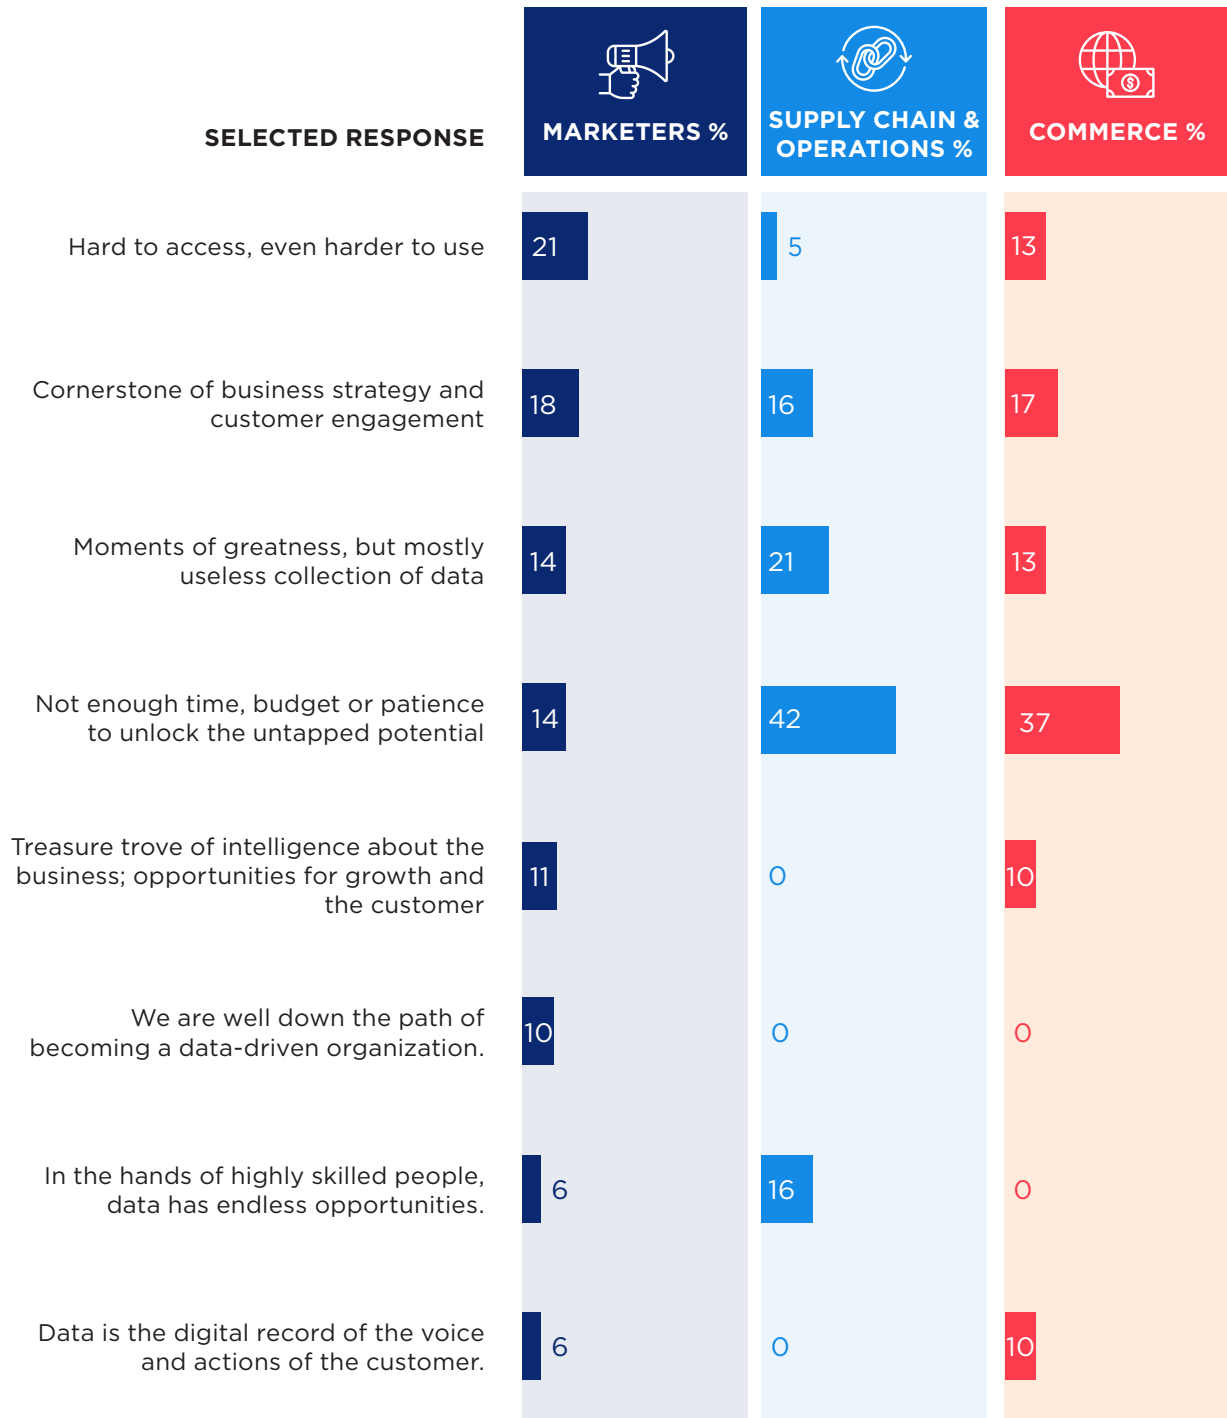 SELECTED RESPONSE
MARKETERS %
SUPPLY CHAIN &
OPERATIONS %
COMMERCE %
Hard to access, even harder to use
21
5
13
Cornerstone of business strategy and
customer engagement
18
16
17
Moments of greatness, but mostly
useless collection of data
14
21
13
Not enough time, budget or patience
to unlock the untapped potential
14
42
37
Treasure trove of intelligence about the
business; opportunities for growth and
the customer
11
0
10
We are well down the path of
becoming a data-driven organization.
10
0
0
In the hands of highly skilled people,
data has endless opportunities.
6
16
0
Data is the digital record of the voice
and actions of the customer.
6
0
10